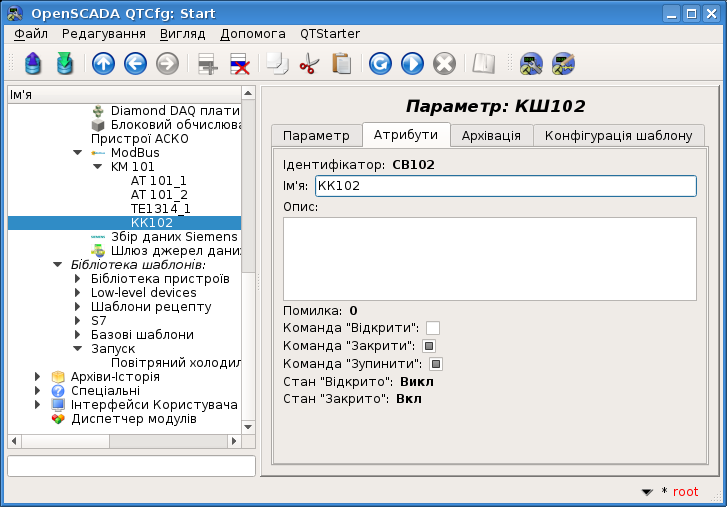 OpenSCADA QTCfg: Start
Файл Редагування Вигляд Допомога QTStarter
Ім'я
Diamond DAQ плати
Блоковий обчислюва
Пристрої АСКО
ModBus
КМ 101
AT 101_1
AT 101_2
TE1314_1
КК102
Збір даних Siemens
Шлюз джерел дани
Бібліотека шаблонів:
Бібліотека пристроїв
Low-level devices
Шаблони рецепту
S7
Базові шаблони
Запуск
Повітряний холодил
Архіви-Історія
Спеціальні
Інтерфейси Користувача
Диспетчер модулів
Параметр: КШ102
Параметр Атрибути Архівація Конфігурація шаблону
Ідентифікатор: СВ102
Ім'я: КК102
Опис:
Помилка: 0
Команда "Відкрити":
Команда "Закрити":
Команда "Зупинити":
Стан "Відкрито": Викл
Стан "Закрито": Вкл
* root